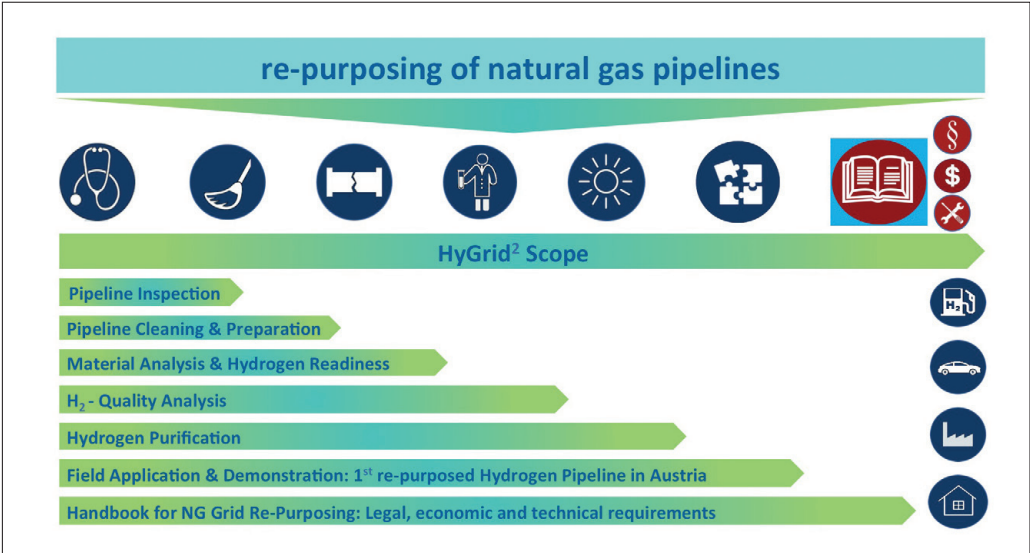 re-purposing of natural gas pipelines
§
$
HyGrid² Scope
Pipeline Inspection
H₂
Pipeline Cleaning & Preparation
Material Analysis & Hydrogen Readiness
H₂ - Quality Analysis
Hydrogen Purification
Field Application & Demonstration: 1st re-purposed Hydrogen Pipeline in Austria
Handbook for NG Grid Re-Purposing: Legal, economic and technical requirements